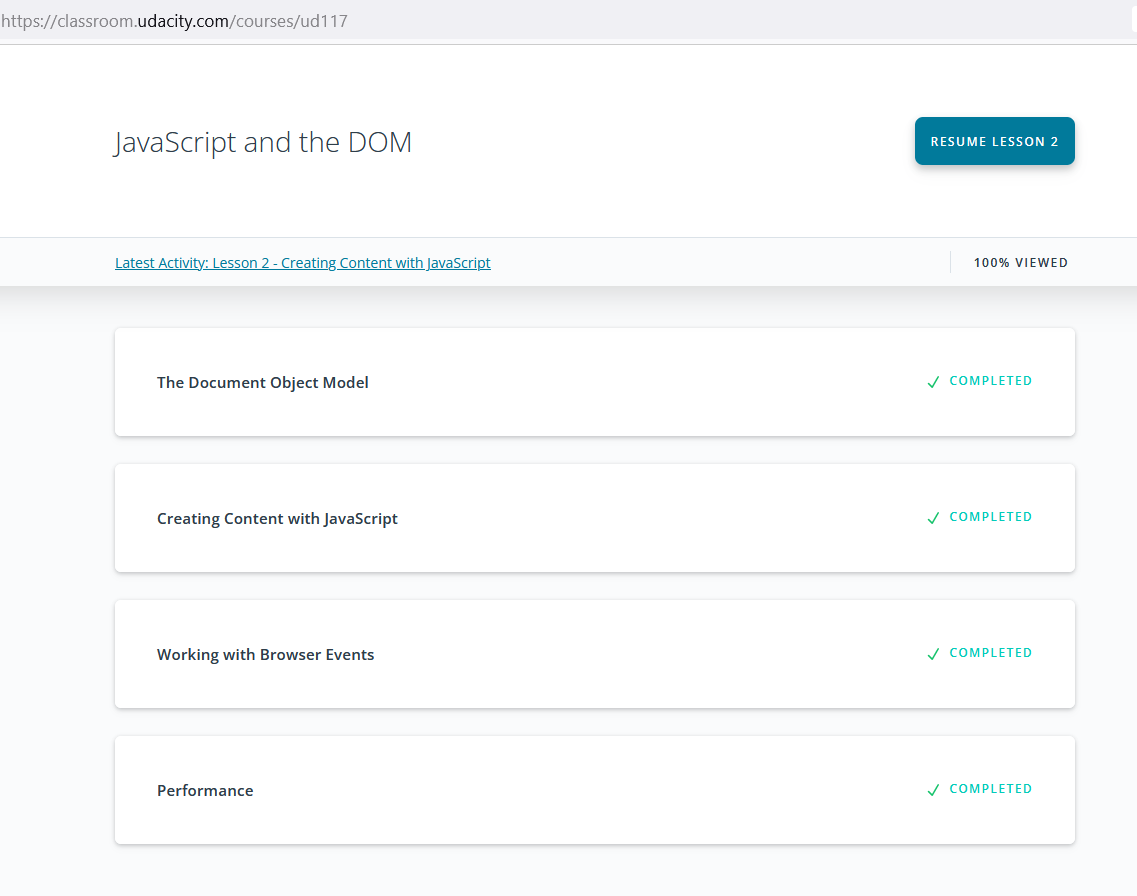 https://classroom.udacity.com/courses/ud117
JavaScript and the DOM
RESUME LESSON 2
Latest Activity: Lesson 2 - Creating Content with JavaScript
100% VIEWED
The Document Object Model
COMPLETED
Creating Content with JavaScript
COMPLETED
Working with Browser Events
COMPLETED
Performance
COMPLETED